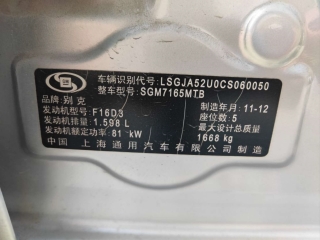 车辆识别代号: LSGJA52U0CS060050
整车型号: SGM7165MTB
品牌: 别克 制造年月: 11-12
发动机型号: F16D3 座位数: 5
发动机排量: 1.598 L 最大设计总质量
发动机额定功率: 81 kW 1668 kg
中国 上海通用汽车有限公司 制造